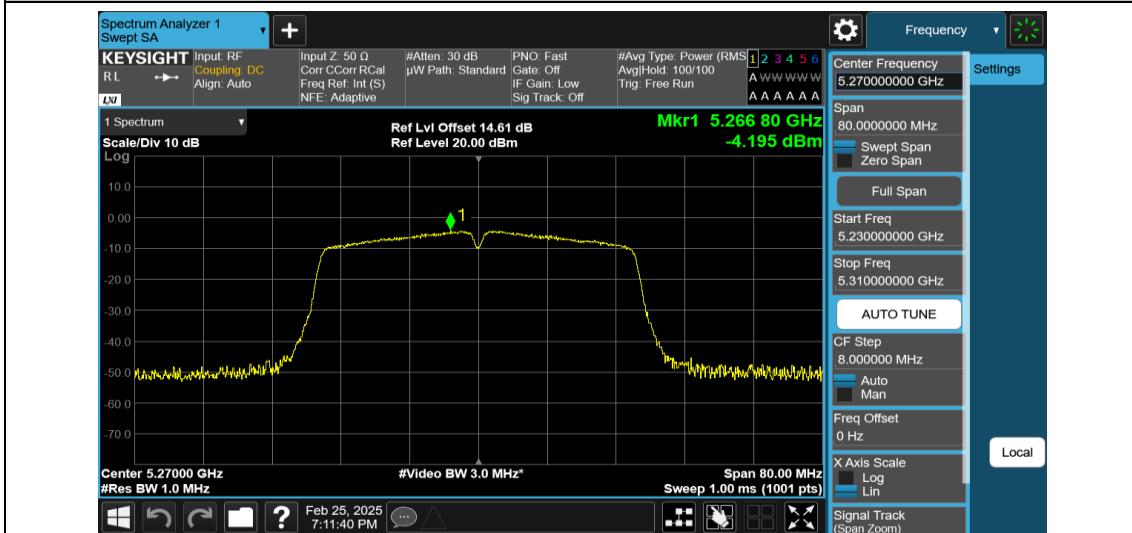 Spectrum Analyzer 1
Swept SA
+
Frequency
KEYSIGHT
RL
LXI
Input: RF
Coupling: DC
Align: Auto
Input Z: 50 Ω
Corr CCorr RCal
Freq Ref: Int (S)
NFE: Adaptive
#Atten: 30 dB
µW Path: Standard
PNO: Fast
Gate: Off
IF Gain: Low
Sig Track: Off
#Avg Type: Power (RMS
Avg|Hold: 100/100
Trig: Free Run
1 2 3 4 5 6
A W W W W W
A A A A A A
1 Spectrum
Scale/Div 10 dB
Log
Ref Lvl Offset 14.61 dB
Ref Level 20.00 dBm
Mkr1 5.266 80 GHz
-4.195 dBm
10.0
0.00
-10.0
-20.0
-30.0
-40.0
-50.0
-60.0
-70.0
1
Center 5.27000 GHz
#Res BW 1.0 MHz
#Video BW 3.0 MHz*
Span 80.00 MHz
Sweep 1.00 ms (1001 pts)
Center Frequency
5.270000000 GHz
Span
80.0000000 MHz
Swept Span
Zero Span
Full Span
Start Freq
5.230000000 GHz
Stop Freq
5.310000000 GHz
AUTO TUNE
CF Step
8.000000 MHz
Auto
Man
Freq Offset
0 Hz
X Axis Scale
Log
Lin
Signal Track
(Span Zoom)
Settings
Local
?
Feb 25, 2025
7:11:40 PM